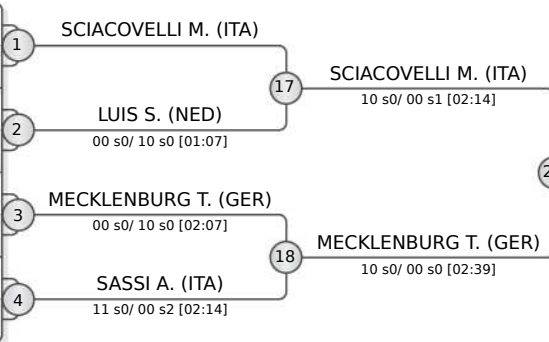 SCIACOVELLI M. (ITA)
1
17
SCIACOVELLI M. (ITA)
10 s0/ 00 s1 [02:14]
LUIS S. (NED)
2
00 s0/ 10 s0 [01:07]
MECKLENBURG T. (GER)
3
00 s0/ 10 s0 [02:07]
18
MECKLENBURG T. (GER)
10 s0/ 00 s0 [02:39]
SASSI A. (ITA)
4
11 s0/ 00 s2 [02:14]